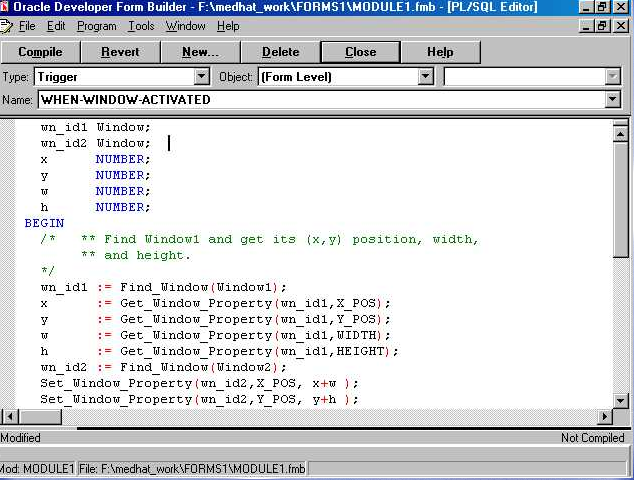 Oracle Developer Form Builder - F:\medhat_work\FORMS1\MODULE1.fmb - [PL/SQL Editor]
File Edit Program Tools Window Help
Compile Revert New... Delete Close Help
Type: Trigger Object: (Form Level)
Name: WHEN-WINDOW-ACTIVATED
wn_id1 Window;
wn_id2 Window;
x NUMBER;
y NUMBER;
w NUMBER;
h NUMBER;
BEGIN
/* ** Find Window1 and get its (x,y) position, width,
** and height.
*/
wn_id1 := Find_Window(Window1);
x := Get_Window_Property(wn_id1,X_POS);
y := Get_Window_Property(wn_id1,Y_POS);
w := Get_Window_Property(wn_id1,WIDTH);
h := Get_Window_Property(wn_id1,HEIGHT);
wn_id2 := Find_Window(Window2);
Set_Window_Property(wn_id2,X_POS, x+w );
Set_Window_Property(wn_id2,Y_POS, y+h );
Modified Not Compiled
Mod: MODULE1 File: F:\medhat_work\FORMS1\MODULE1.fmb